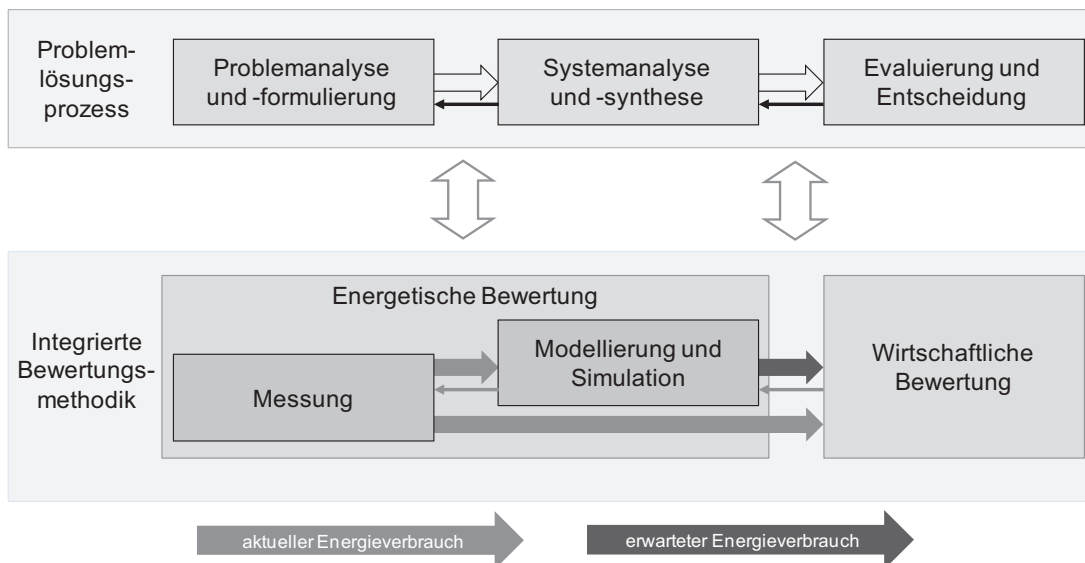 Problem-
lösungs-
prozess
Problemanalyse
und -formulierung
Systemanalyse
und -synthese
Evaluierung und
Entscheidung
Integrierte
Bewertungs-
methodik
Energetische Bewertung
Messung
Modellierung und
Simulation
Wirtschaftliche
Bewertung
aktueller Energieverbrauch
erwarteter Energieverbrauch